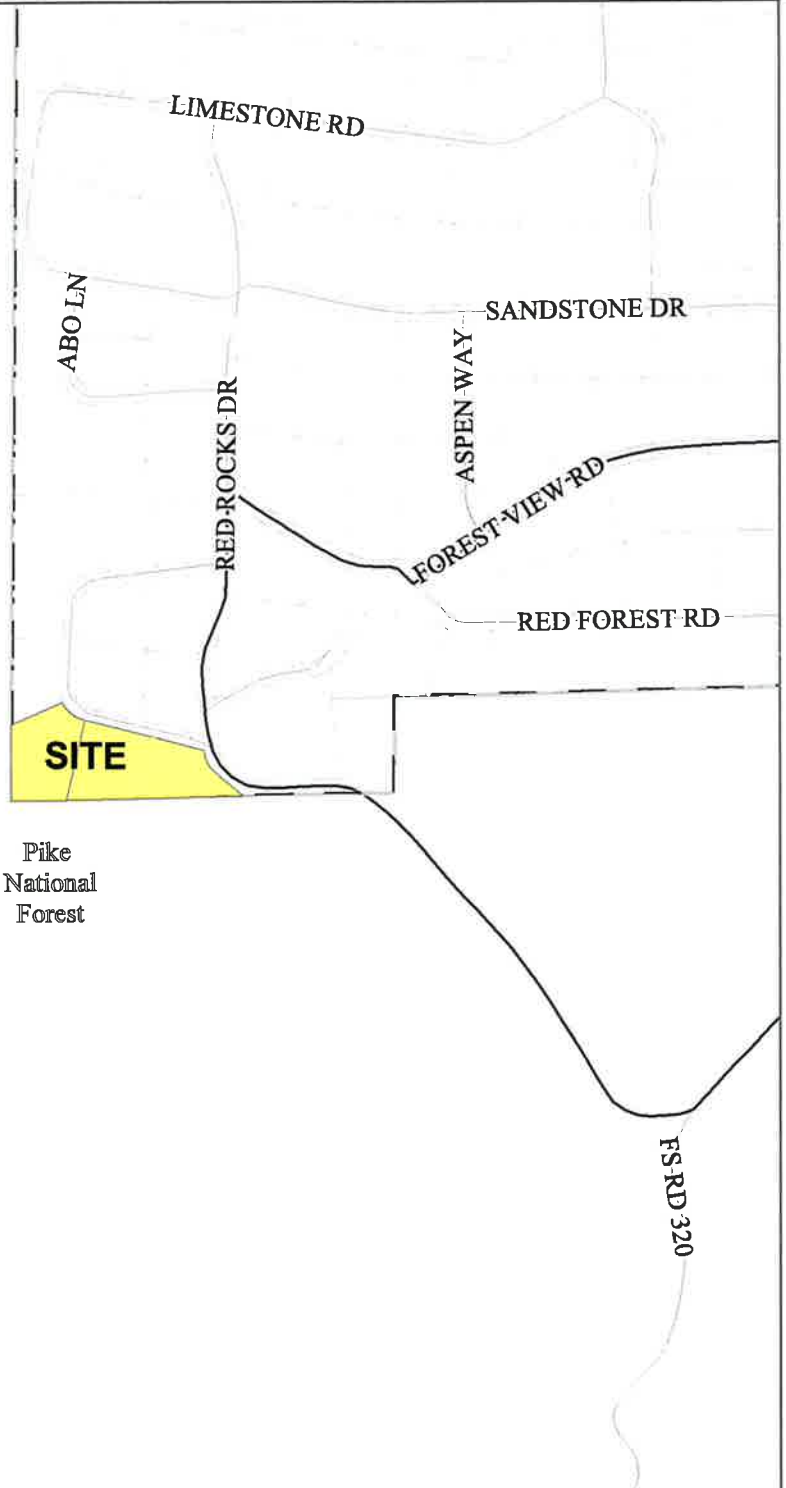 LIMESTONE RD
ABO LN
SANDSTONE DR
ASPEN WAY
RED ROCKS DR
FOREST VIEW RD
RED FOREST RD
SITE
Pike
National
Forest
FS RD 320